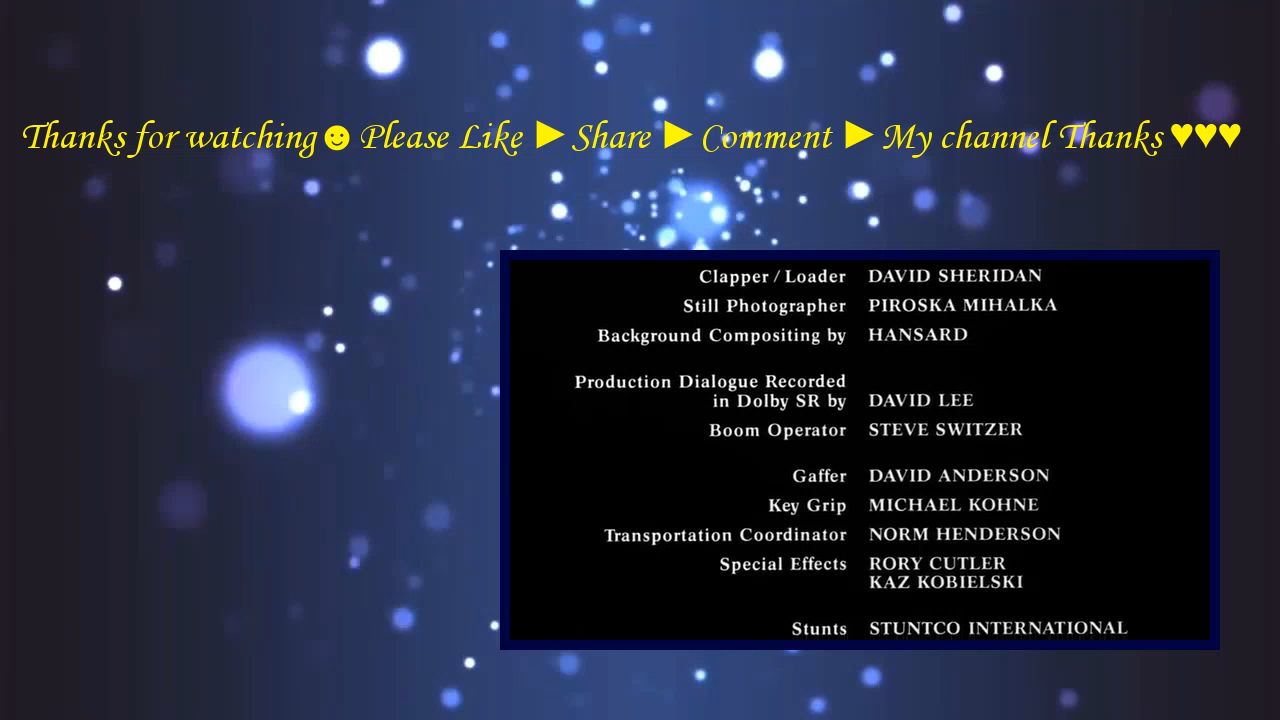 Thanks for watching☻Please Like ► Share ► Comment ► My channel Thanks ♥♥♥
Clapper / Loader DAVID SHERIDAN
Still Photographer PIROSKA MIHALKA
Background Compositing by HANSARD
Production Dialogue Recorded
in Dolby SR by DAVID LEE
Boom Operator STEVE SWITZER
Gaffer DAVID ANDERSON
Key Grip MICHAEL KOHNE
Transportation Coordinator NORM HENDERSON
Special Effects RORY CUTLER
KAZ KOBIELSKI
Stunts STUNTCO INTERNATIONAL